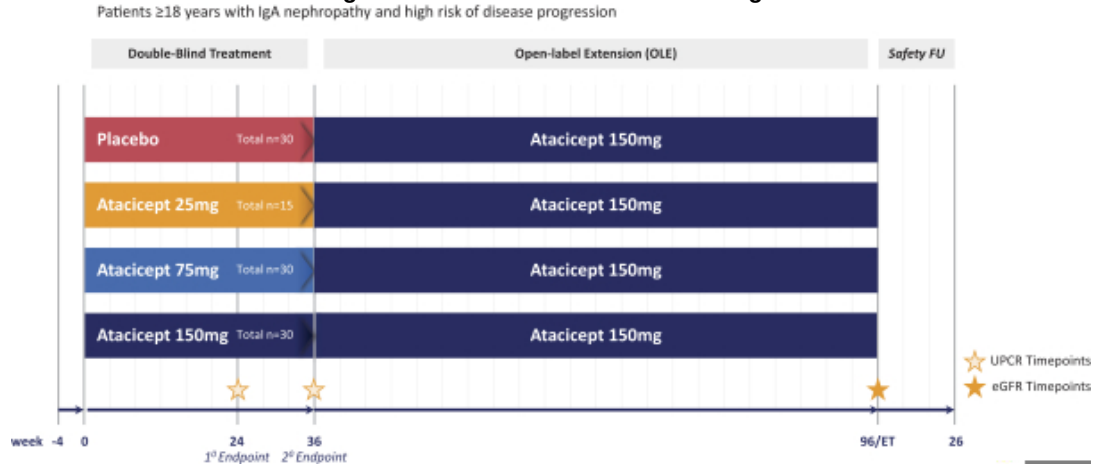 Patients ≥18 years with IgA nephropathy and high risk of disease progression
Double-Blind Treatment Open-label Extension (OLE) Safety FU
Placebo Total n=30 Atacicept 150mg
Atacicept 25mg Total n=15 Atacicept 150mg
Atacicept 75mg Total n=30 Atacicept 150mg
Atacicept 150mg Total n=30 Atacicept 150mg
UPCR Timepoints
eGFR Timepoints
week -4 0 24 36 96/ET 26
1° Endpoint 2° Endpoint